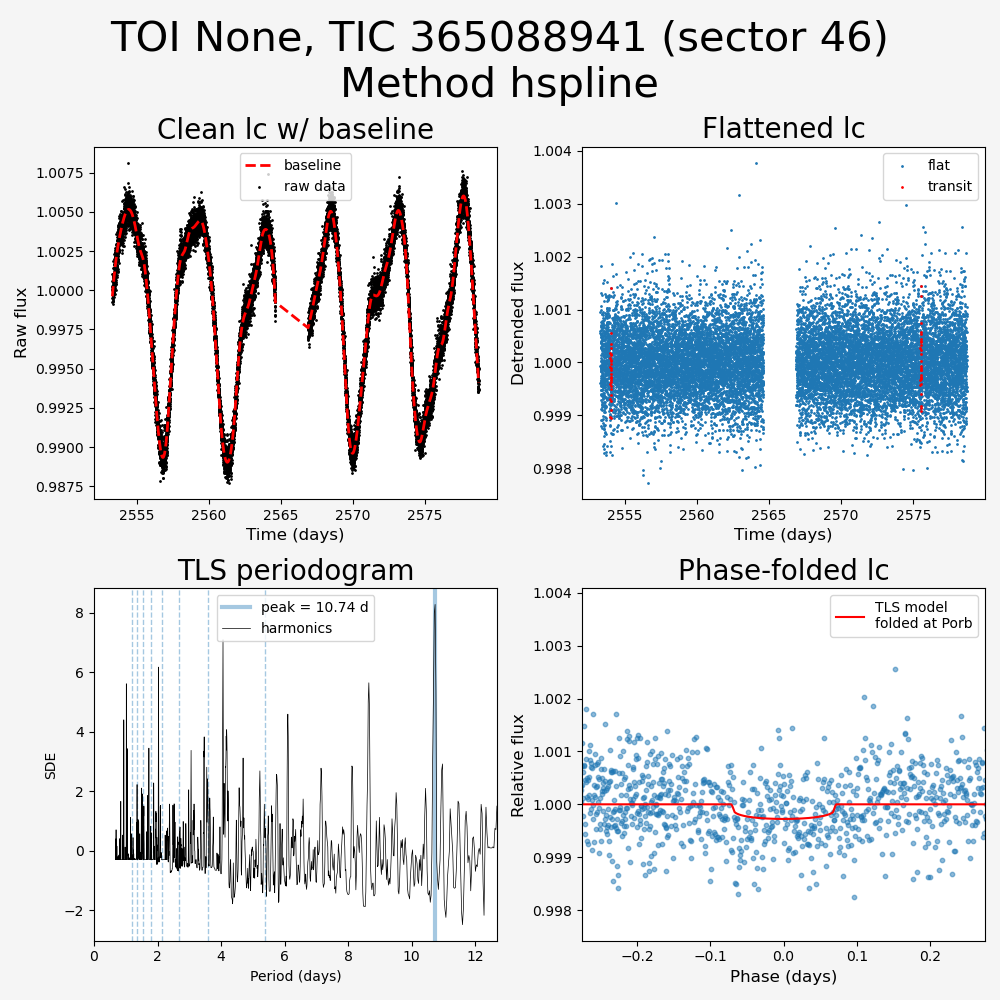 TOI None, TIC 365088941 (sector 46)
Method hspline
Clean lc w/ baseline
baseline
raw data
1.0075
1.0050
1.0025
1.0000
0.9975
0.9950
0.9925
0.9900
0.9875
Raw flux
2555
2560
2565
2570
2575
Time (days)
Flattened lc
flat
transit
1.004
1.003
1.002
1.001
1.000
0.999
0.998
Detrended flux
2555
2560
2565
2570
2575
Time (days)
TLS periodogram
peak = 10.74 d
harmonics
8
6
4
2
0
−2
SDE
0
2
4
6
8
10
12
Period (days)
Phase-folded lc
TLS model
folded at Porb
1.004
1.003
1.002
1.001
1.000
0.999
0.998
Relative flux
−0.2
−0.1
0.0
0.1
0.2
Phase (days)